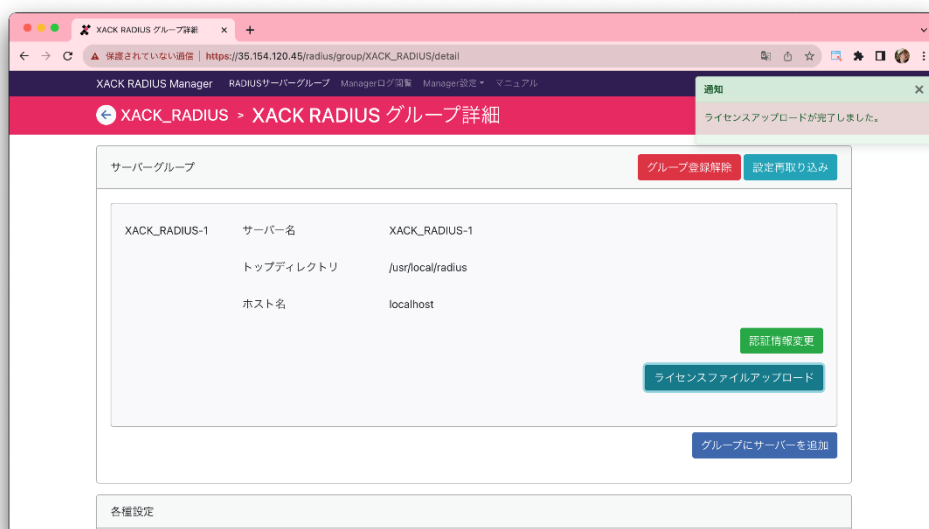 XACK RADIUS グループ詳細
保護されていない通信 | https://35.154.120.45/radius/group/XACK_RADIUS/detail
XACK RADIUS Manager RADIUSサーバーグループ Managerログ閲覧 Manager設定 マニュアル
通知
ライセンスアップロードが完了しました。
XACK_RADIUS > XACK RADIUS グループ詳細
サーバーグループ
グループ登録解除 設定再取り込み
XACK_RADIUS-1 サーバー名 XACK_RADIUS-1
トップディレクトリ /usr/local/radius
ホスト名 localhost
認証情報変更
ライセンスファイルアップロード
グループにサーバーを追加
各種設定